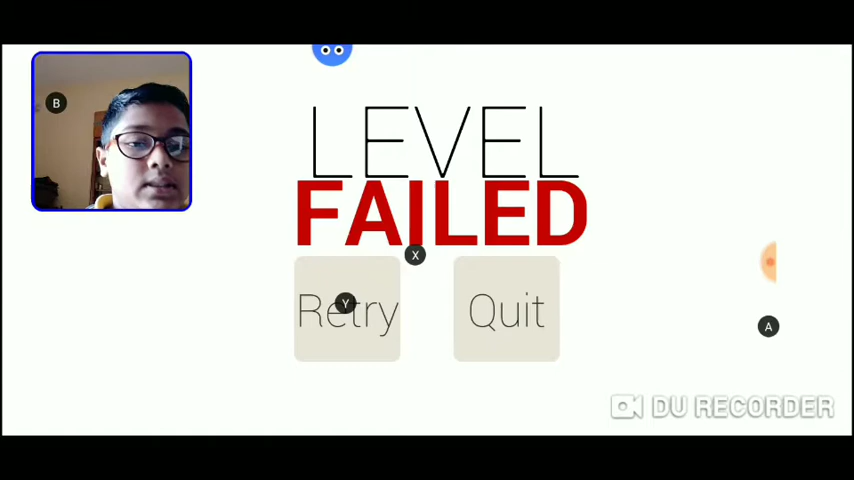 B
LEVEL
FAILED
X
Retry
Y
Quit
A
DU RECORDER